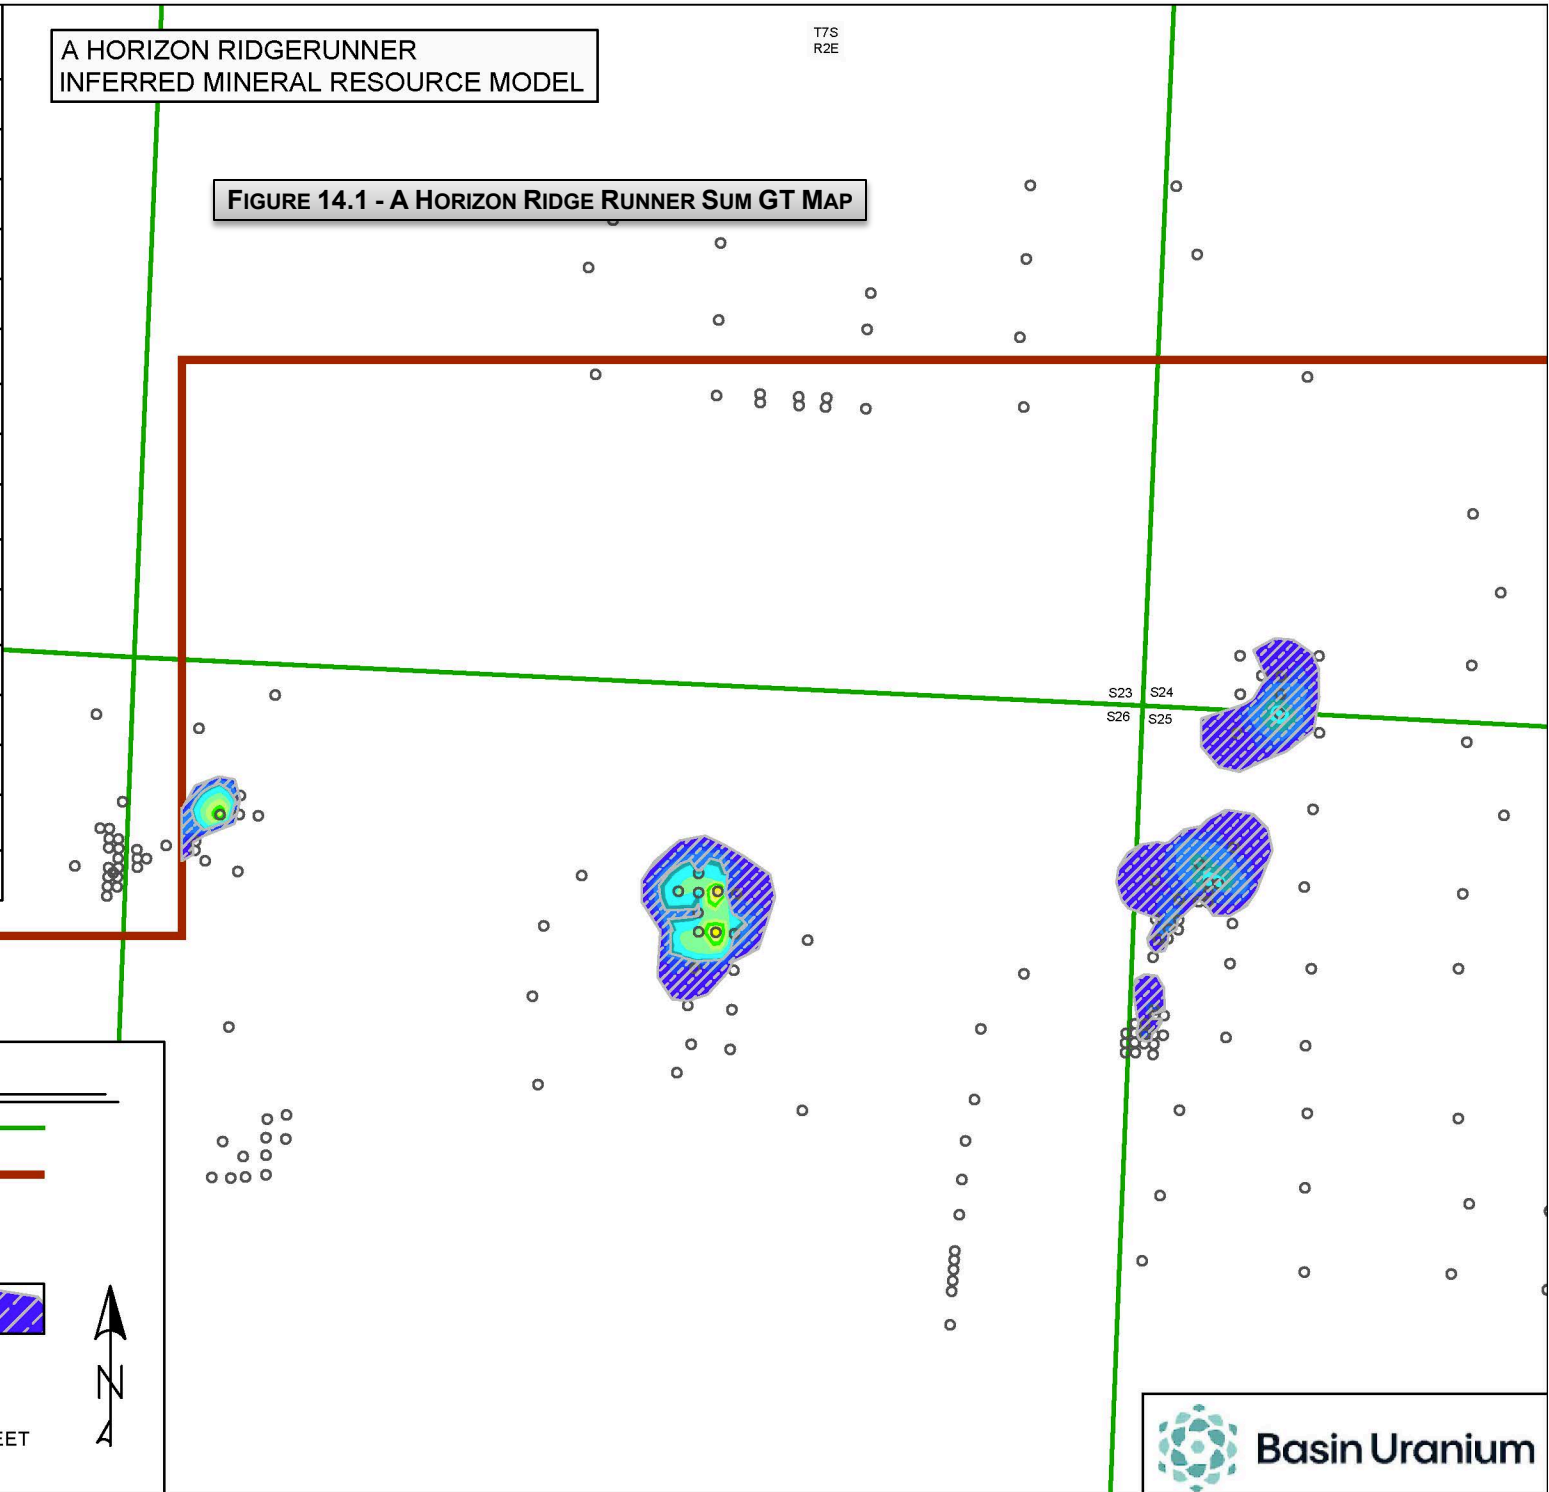 A HORIZON RIDGERUNNER
INFERRED MINERAL RESOURCE MODEL
T7S
R2E
FIGURE 14.1 - A HORIZON RIDGE RUNNER SUM GT MAP
S23 S24
S26 S25
N
Basin Uranium